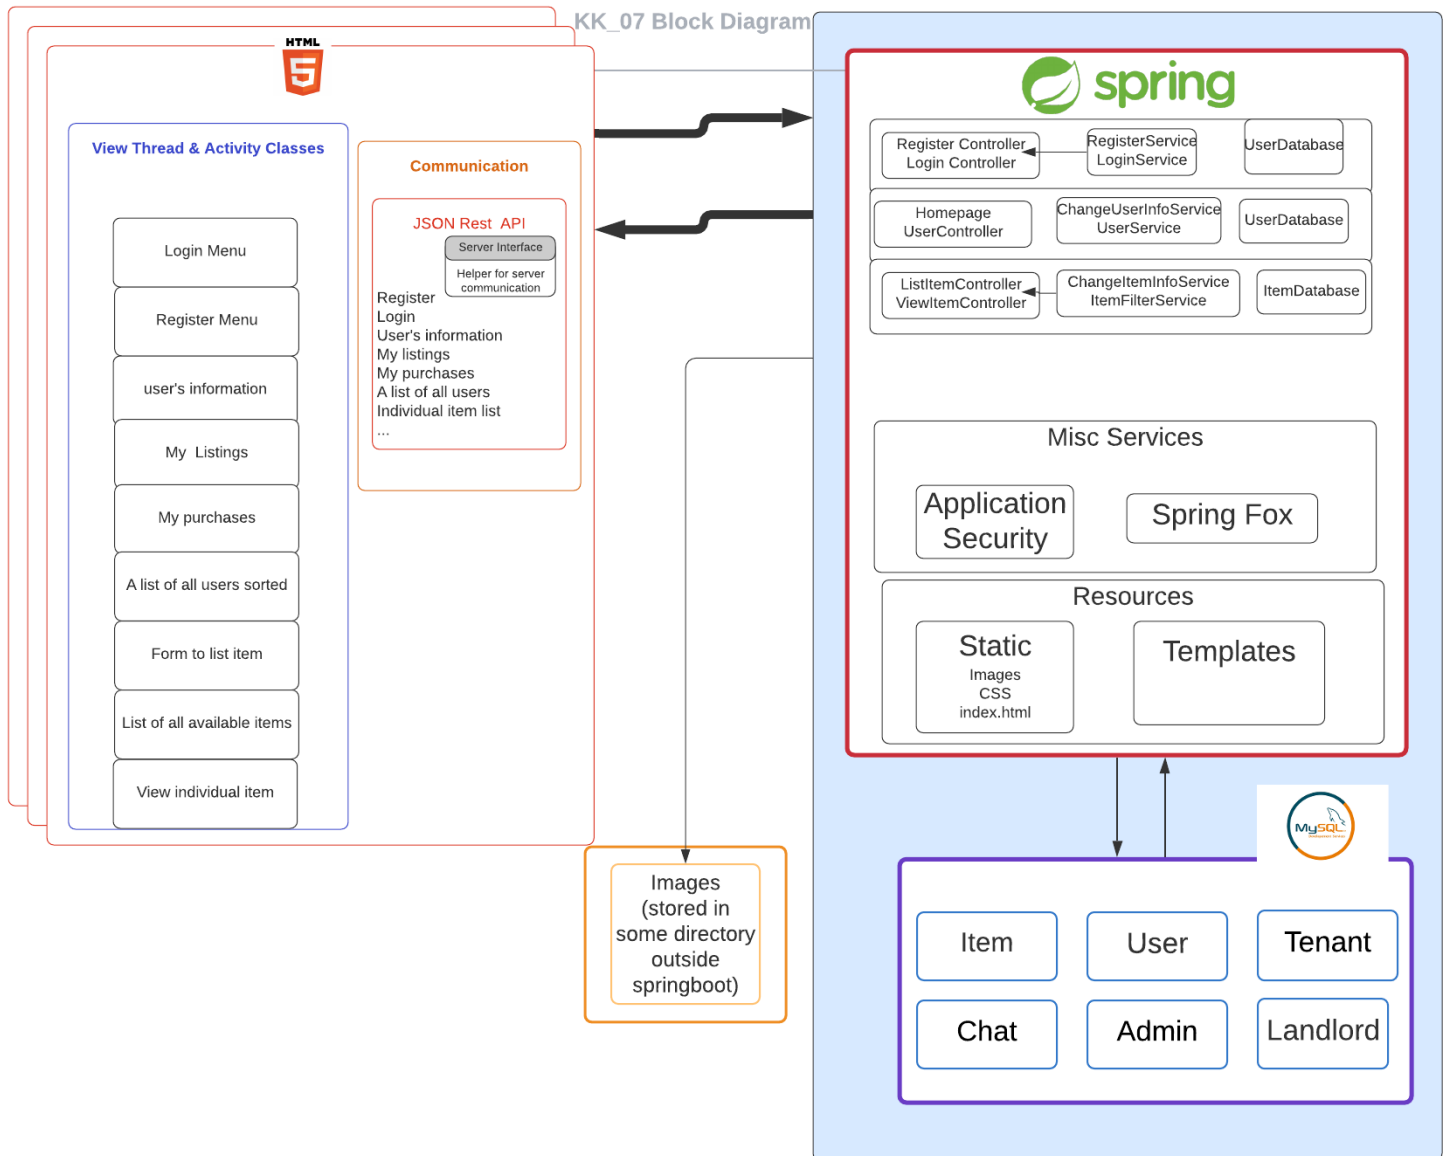 KK_07 Block Diagram
HTML
5
View Thread & Activity Classes
Login Menu
Register Menu
user's information
My Listings
My purchases
A list of all users sorted
Form to list item
List of all available items
View individual item
Communication
JSON Rest API
Server Interface
Helper for server
communication
Register
Login
User's information
My listings
My purchases
A list of all users
Individual item list
...
Images
(stored in
some directory
outside
springboot)
spring
Register Controller
Login Controller
RegisterService
LoginService
UserDatabase
Homepage
UserController
ChangeUserInfoService
UserService
UserDatabase
ListItemController
ViewItemController
ChangeItemInfoService
ItemFilterService
ItemDatabase
Misc Services
Application
Security
Spring Fox
Resources
Static
Images
CSS
index.html
Templates
MySQL
Item
User
Tenant
Chat
Admin
Landlord